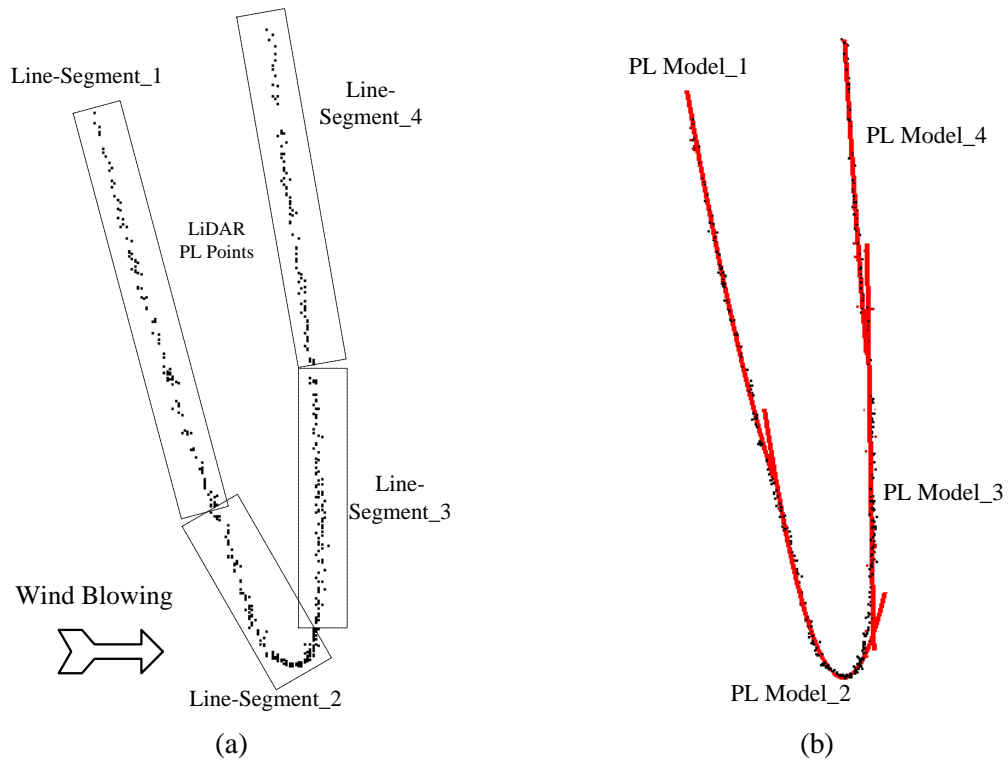 Line-Segment_1
Line-
Segment_4
LiDAR
PL Points
Line-
Segment_3
Wind Blowing
Line-Segment_2
(a)
PL Model_1
PL Model_4
PL Model_3
PL Model_2
(b)